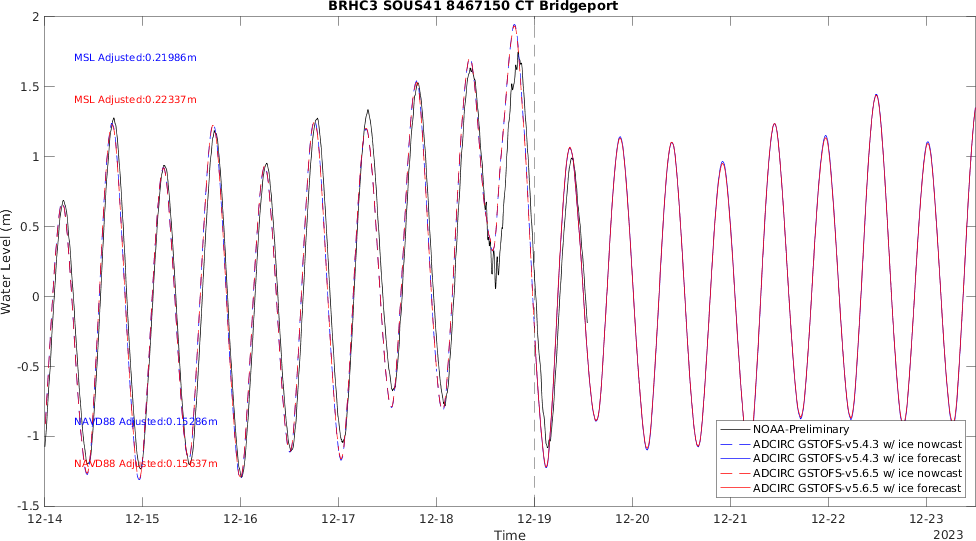 BRHC3 SOUS41 8467150 CT Bridgeport
Water Level (m)
2
1.5
1
0.5
0
-0.5
-1
-1.5
MSL Adjusted:0.21986m
MSL Adjusted:0.22337m
NAVD88 Adjusted:0.15286m
NAVD88 Adjusted:0.15637m
NOAA-Preliminary
ADCIRC GSTOFS-v5.4.3 w/ ice nowcast
ADCIRC GSTOFS-v5.4.3 w/ ice forecast
ADCIRC GSTOFS-v5.6.5 w/ ice nowcast
ADCIRC GSTOFS-v5.6.5 w/ ice forecast
12-14 12-15 12-16 12-17 12-18 12-19 12-20 12-21 12-22 12-23
Time
2023